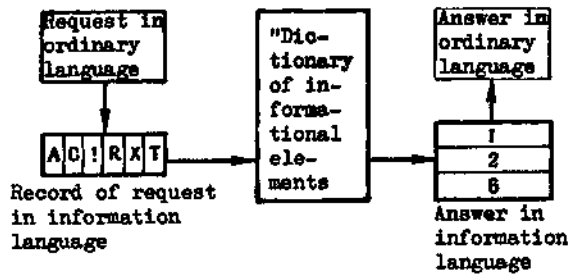 Request in
ordinary
language
A C ! R X T
Record of request
in information
language
"Dic-
tionary
of in-
forma-
tional
ele-
ments
Answer in
ordinary
language
1
2
6
Answer in
information
language